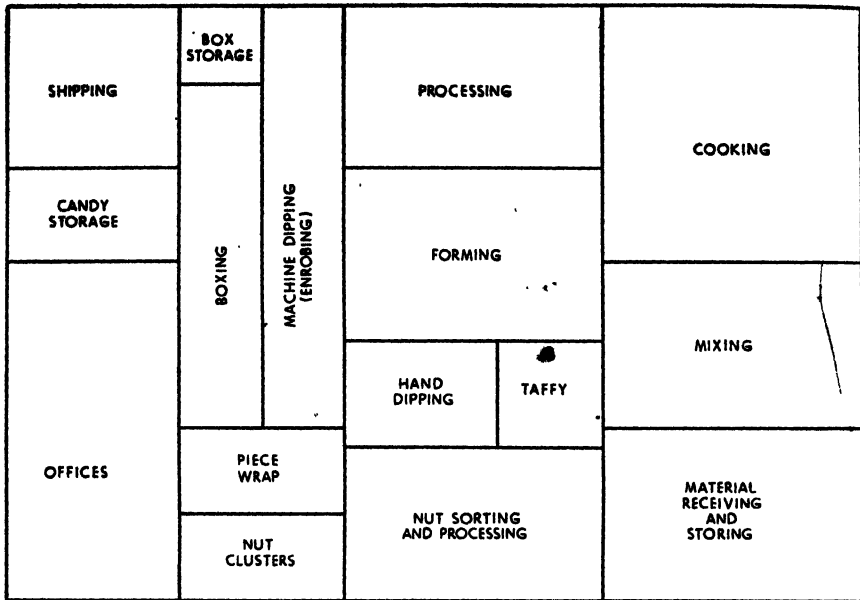 SHIPPING
CANDY
STORAGE
OFFICES
BOX
STORAGE
BOXING
MACHINE DIPPING
(ENROBING)
PIECE
WRAP
NUT
CLUSTERS
PROCESSING
FORMING
HAND
DIPPING
TAFFY
NUT SORTING
AND PROCESSING
COOKING
MIXING
MATERIAL
RECEIVING
AND
STORING